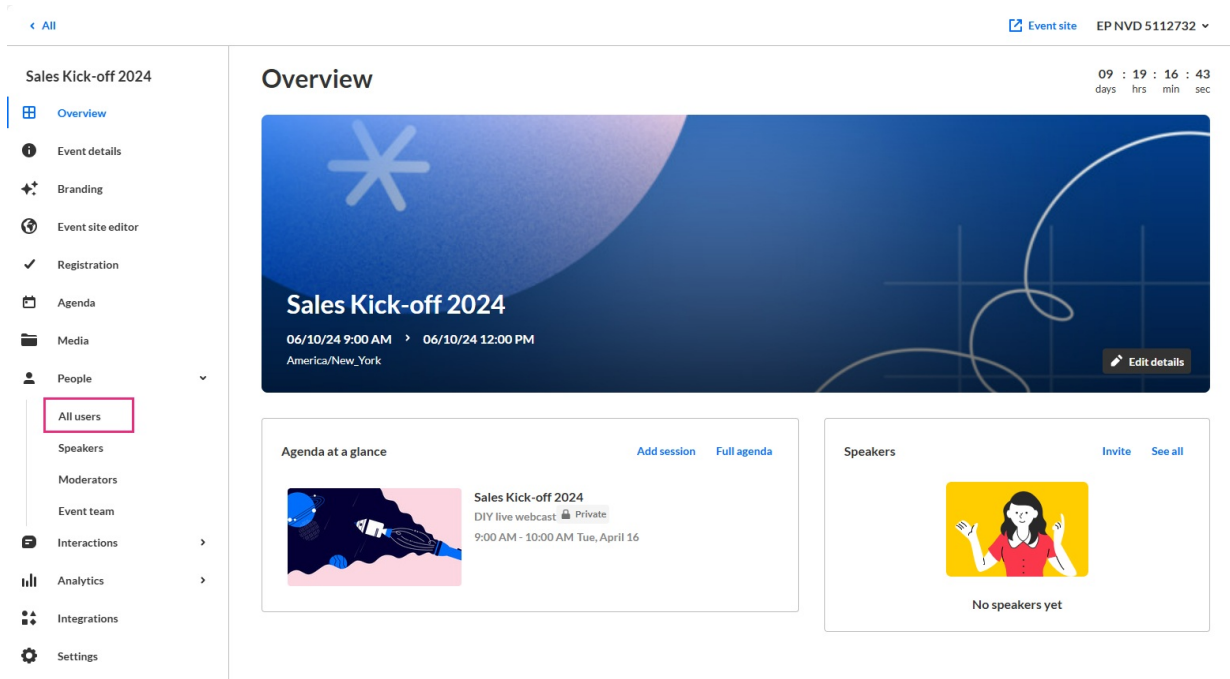 All
Event site
EP NVD 5112732
Sales Kick-off 2024
Overview
Event details
Branding
Event site editor
Registration
Agenda
Media
People
All users
Speakers
Moderators
Event team
Interactions
Analytics
Integrations
Settings
Overview
09 : 19 : 16 : 43
days hrs min sec
Sales Kick-off 2024
06/10/24 9:00 AM > 06/10/24 12:00 PM
America/New_York
Edit details
Agenda at a glance
Add session
Full agenda
Sales Kick-off 2024
DIY live webcast Private
9:00 AM - 10:00 AM Tue, April 16
Speakers
Invite
See all
No speakers yet